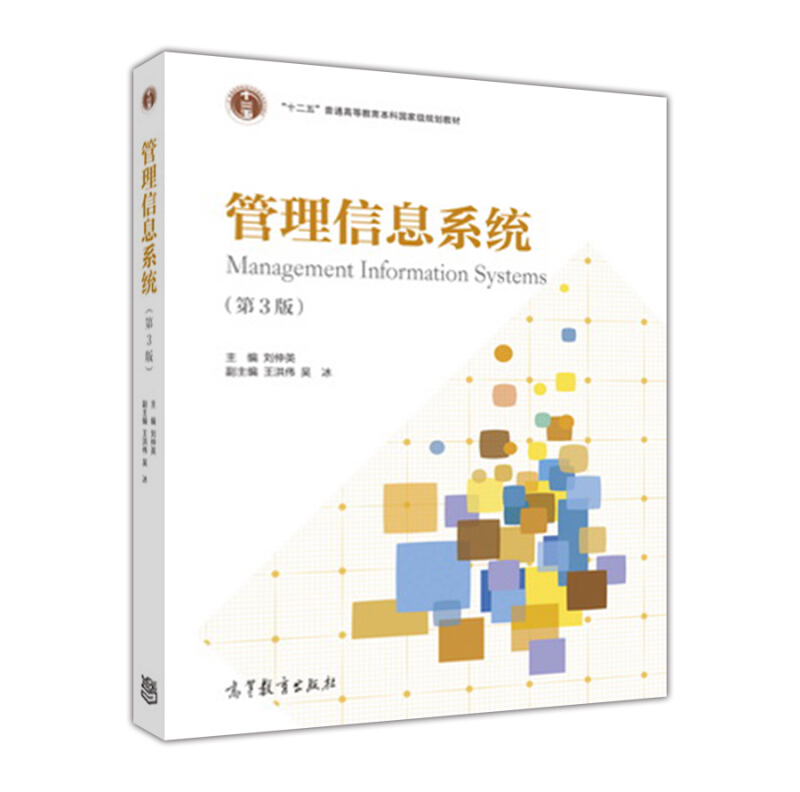 十二五
"十二五"普通高等教育本科国家级规划教材
管理信息系统
Management Information Systems
(第3版)
主 编 刘仲英
副主编 王洪伟 吴 冰
高等教育出版社
管理信息系统
(第3版)
主 编 刘仲英
副主编 王洪伟 吴 冰